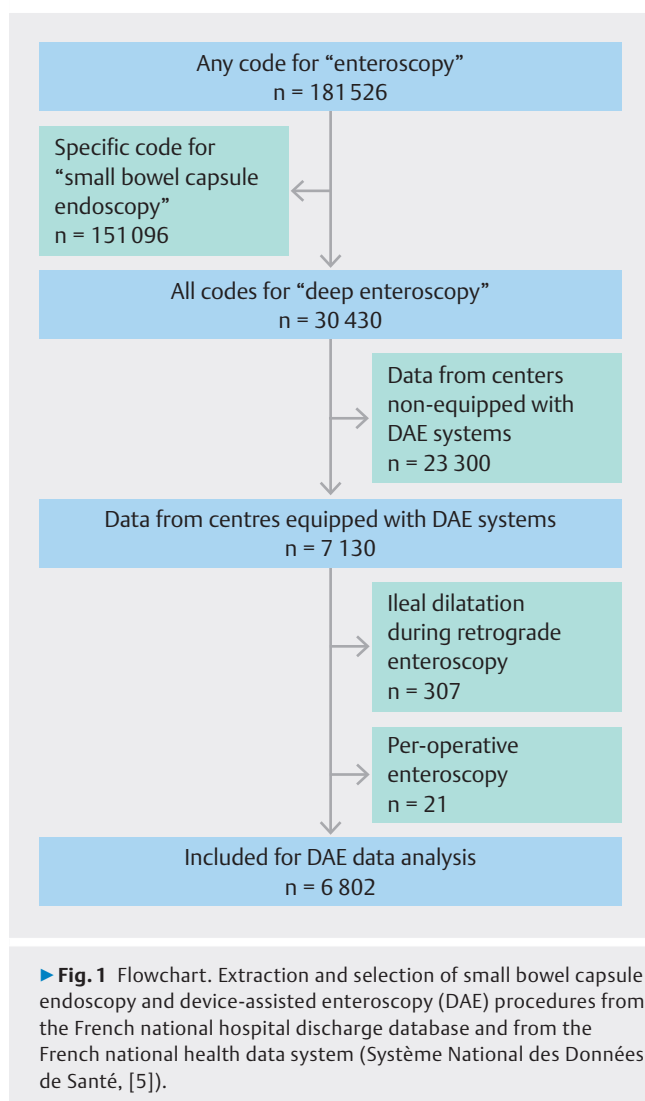 Any code for “enteroscopy”
n = 181 526
Specific code for
“small bowel capsule
endoscopy”
n = 151 096
All codes for “deep enteroscopy”
n = 30 430
Data from centers
non-equipped with
DAE systems
n = 23 300
Data from centres equipped with DAE systems
n = 7 130
Ileal dilatation
during retrograde
enteroscopy
n = 307
Per-operative
enteroscopy
n = 21
Included for DAE data analysis
n = 6 802
▶ Fig. 1 Flowchart. Extraction and selection of small bowel capsule
endoscopy and device-assisted enteroscopy (DAE) procedures from
the French national hospital discharge database and from the
French national health data system (Système National des Données
de Santé, [5]).